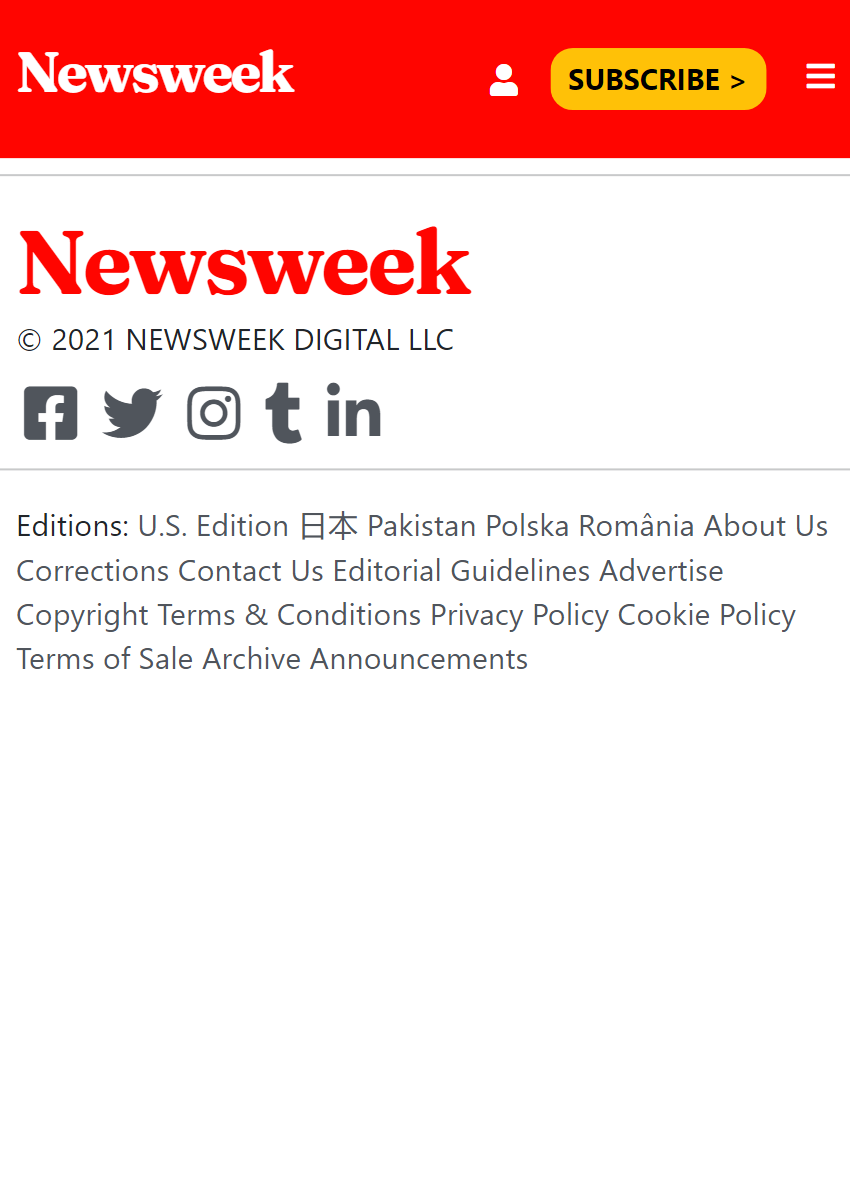 Newsweek
SUBSCRIBE >
Newsweek
© 2021 NEWSWEEK DIGITAL LLC
Editions: U.S. Edition 日本 Pakistan Polska România About Us
Corrections Contact Us Editorial Guidelines Advertise
Copyright Terms & Conditions Privacy Policy Cookie Policy
Terms of Sale Archive Announcements